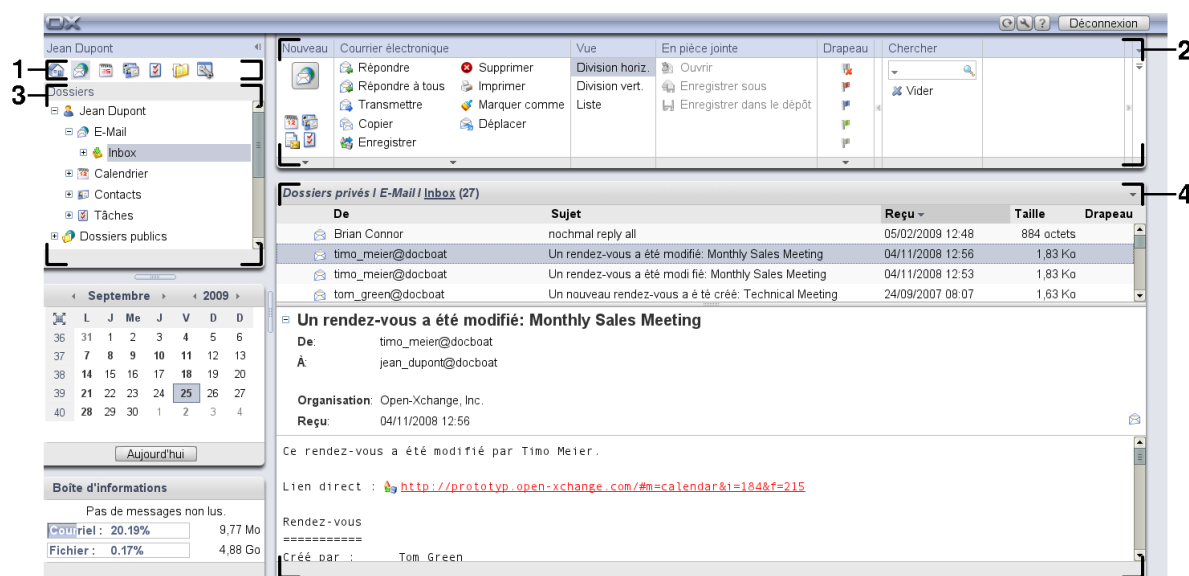 OX
Déconnexion
Jean Dupont
1
3
Dossiers
Jean Dupont
E-Mail
Inbox
Calendrier
Contacts
Tâches
Dossiers publics
Nouveau Courrier électronique Vue En pièce jointe Drapeau Chercher
2
Répondre Supprimer Division horiz. Ouvrir
Répondre à tous Imprimer Division vert. Enregistrer sous Vider
Transmettre Marquer comme Liste Enregistrer dans le dépôt
Copier Déplacer
Enregistrer
Dossiers privés I E-Mail I Inbox (27)
4
De Sujet Reçu Taille Drapeau
Brian Connor nochmal reply all 05/02/2009 12:48 884 octets
timo_meier@docboat Un rendez-vous a été modifié: Monthly Sales Meeting 04/11/2008 12:56 1,83 Ko
timo_meier@docboat Un rendez-vous a été modi fié: Monthly Sales Meeting 04/11/2008 12:53 1,83 Ko
tom_green@docboat Un nouveau rendez-vous a é té créé: Technical Meeting 24/09/2007 08:07 1,63 Ko
Septembre 2009
L J Me J V D D
36 31 1 2 3 4 5 6
37 7 8 9 10 11 12 13
38 14 15 16 17 18 19 20
39 21 22 23 24 25 26 27
40 28 29 30 1 2 3 4
Aujourd'hui
Boîte d'informations
Pas de messages non lus.
Courriel : 20.19% 9,77 Mo
Fichier : 0.17% 4,88 Go
Un rendez-vous a été modifié: Monthly Sales Meeting
De: timo_meier@docboat
À: jean_dupont@docboat
Organisation: Open-Xchange, Inc.
Reçu: 04/11/2008 12:56
Ce rendez-vous a été modifié par Timo Meier.
Lien direct : http://prototyp.open-xchange.com/#m=calendar&i=184&f=215
Rendez-vous
===========
Créé par : Tom Green